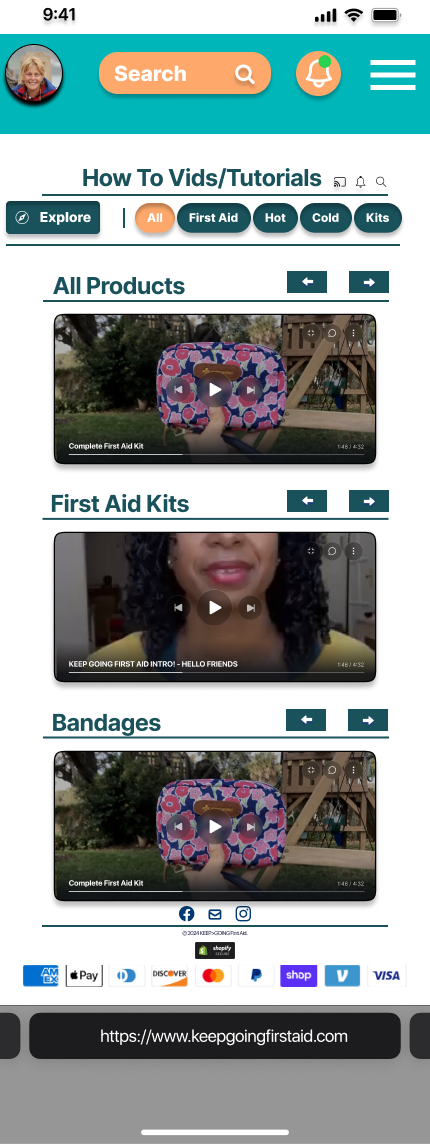 9:41
Search
How To Vids/Tutorials
Explore
All First Aid Hot Cold Kits
All Products
Complete First Aid Kit 1:46 / 4:32
First Aid Kits
KEEP GOING FIRST AID INTRO! - HELLO FRIENDS 1:46 / 4:32
Bandages
Complete First Aid Kit 1:46 / 4:32
© 2024 KEEP>GOING First Aid.
shopify
SECURE
AMEX Pay DISCOVER shop VISA
https://www.keepgoingfirstaid.com